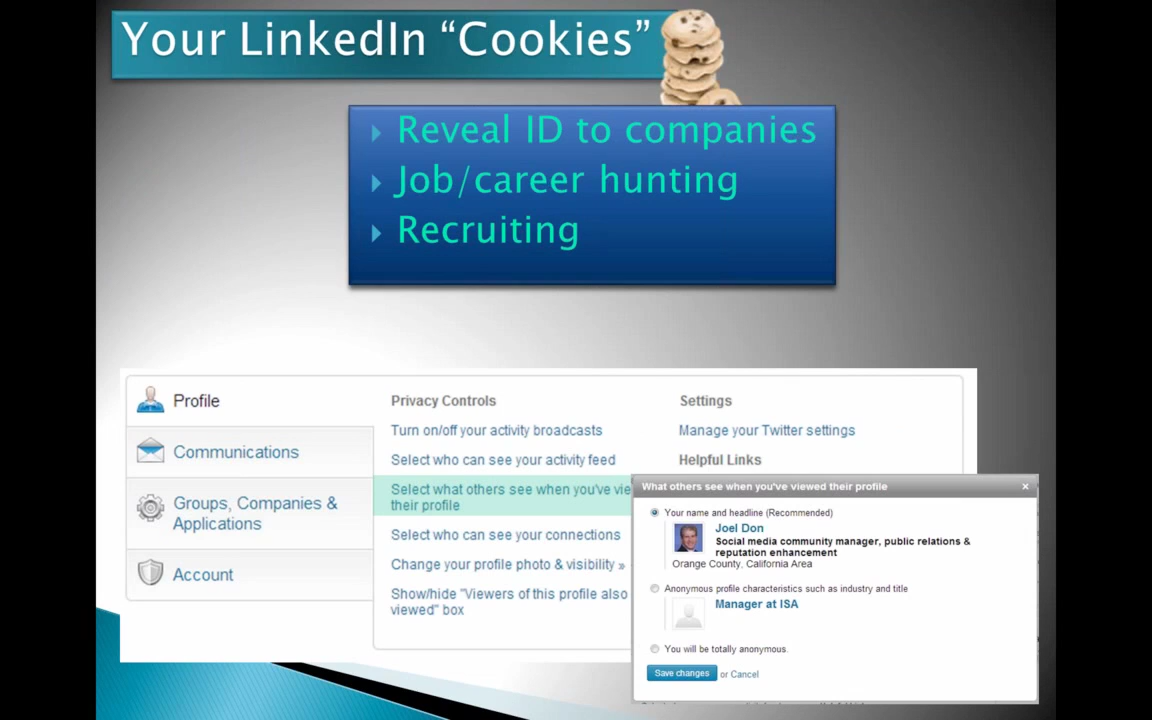 Your LinkedIn “Cookies”
Reveal ID to companies
Job/career hunting
Recruiting
Profile
Communications
Groups, Companies &
Applications
Account
Privacy Controls
Turn on/off your activity broadcasts
Select who can see your activity feed
Select what others see when you've vie
their profile
Select who can see your connections
Change your profile photo & visibility »
Show/hide "Viewers of this profile also
viewed" box
Settings
Manage your Twitter settings
Helpful Links
What others see when you've viewed their profile
×
Your name and headline (Recommended)
Joel Don
Social media community manager, public relations &
reputation enhancement
Orange County, California Area
Anonymous profile characteristics such as industry and title
Manager at ISA
You will be totally anonymous.
Save changes or Cancel